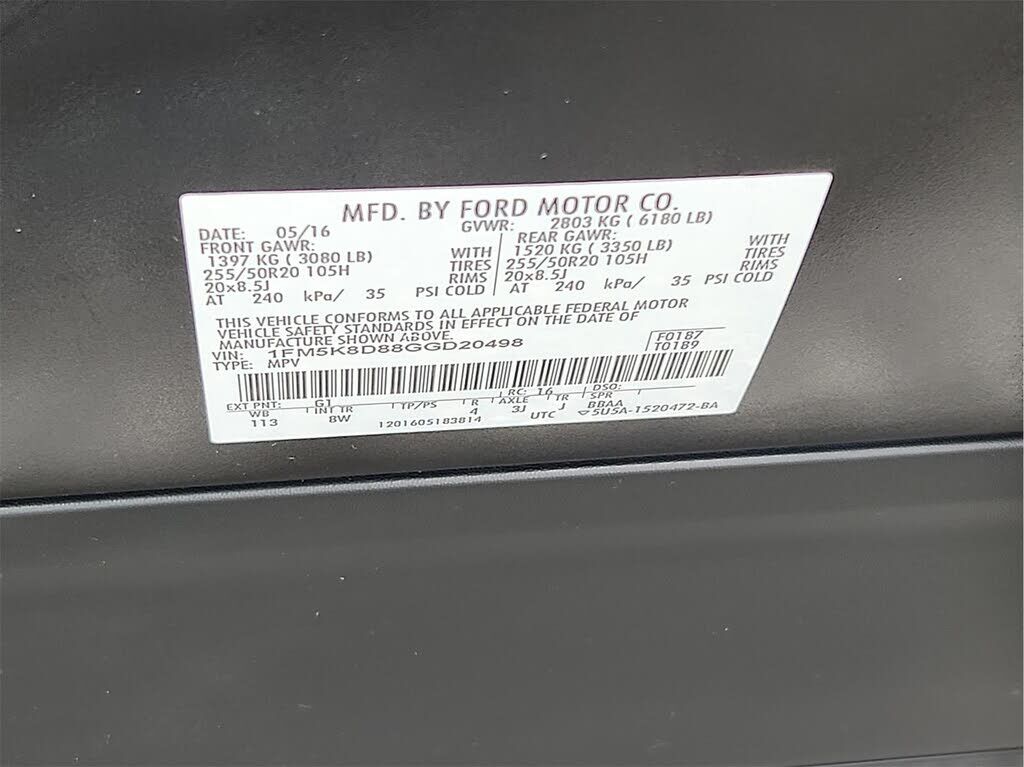 MFD. BY FORD MOTOR CO.
DATE: 05/16 GVWR: 2803 KG ( 6180 LB)
FRONT GAWR: REAR GAWR:
1397 KG ( 3080 LB) WITH 1520 KG ( 3350 LB) WITH
255/50R20 105H TIRES 255/50R20 105H TIRES
20x8.5J RIMS 20x8.5J RIMS
AT 240 kPa/ 35 PSI COLD AT 240 kPa/ 35 PSI COLD
THIS VEHICLE CONFORMS TO ALL APPLICABLE FEDERAL MOTOR
VEHICLE SAFETY STANDARDS IN EFFECT ON THE DATE OF
MANUFACTURE SHOWN ABOVE.
VIN: 1FM5K8D88GGD20498 F0187
TYPE: MPV T0189
EXT PNT: G1 RC: 16 DSO:
WB INT TR TP/PS R AXLE TR SPR
113 8W 4 3J J BBAA
1201605183814 UTC ▽5U5A-1520472-BA